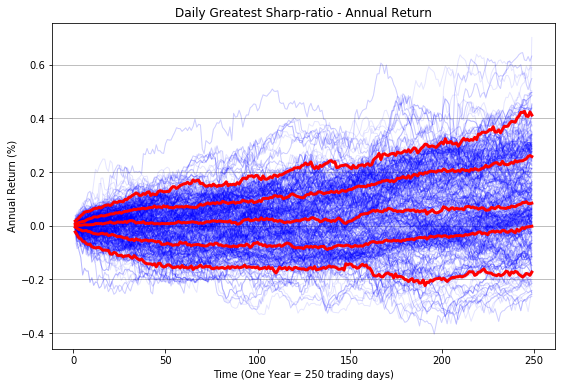 Daily Greatest Sharp-ratio - Annual Return
Annual Return (%)
0.6
0.4
0.2
0.0
−0.2
−0.4
0 50 100 150 200 250
Time (One Year = 250 trading days)